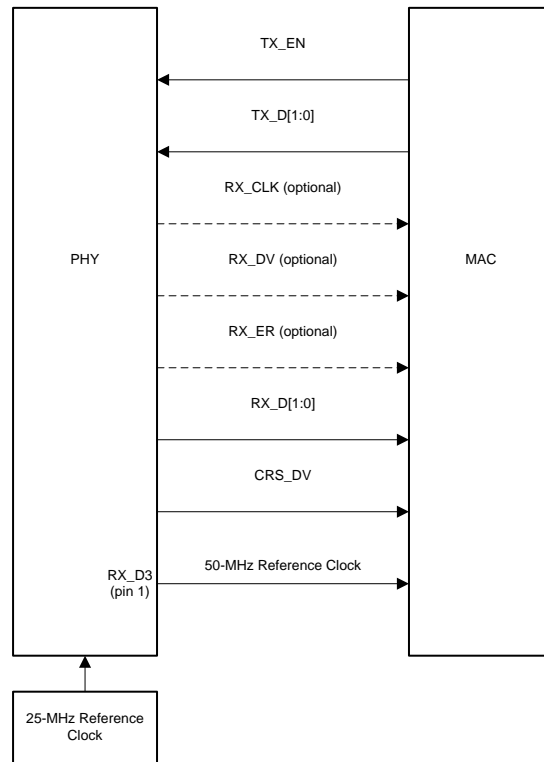 TX_EN
TX_D[1:0]
RX_CLK (optional)
PHY
RX_DV (optional)
MAC
RX_ER (optional)
RX_D[1:0]
CRS_DV
RX_D3
(pin 1)
50-MHz Reference Clock
25-MHz Reference
Clock